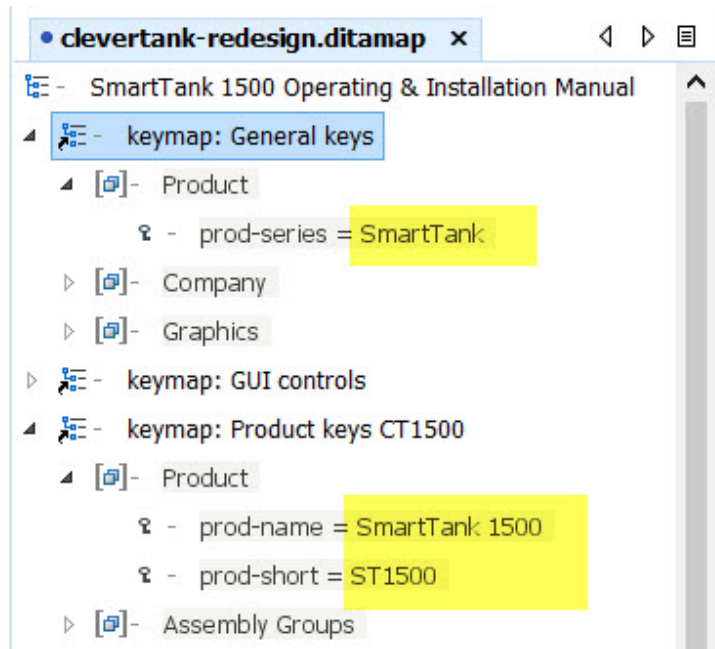 • clevertank-redesign.ditamap ×
SmartTank 1500 Operating & Installation Manual
keymap: General keys
Product
prod-series = SmartTank
Company
Graphics
keymap: GUI controls
keymap: Product keys CT1500
Product
prod-name = SmartTank 1500
prod-short = ST1500
Assembly Groups